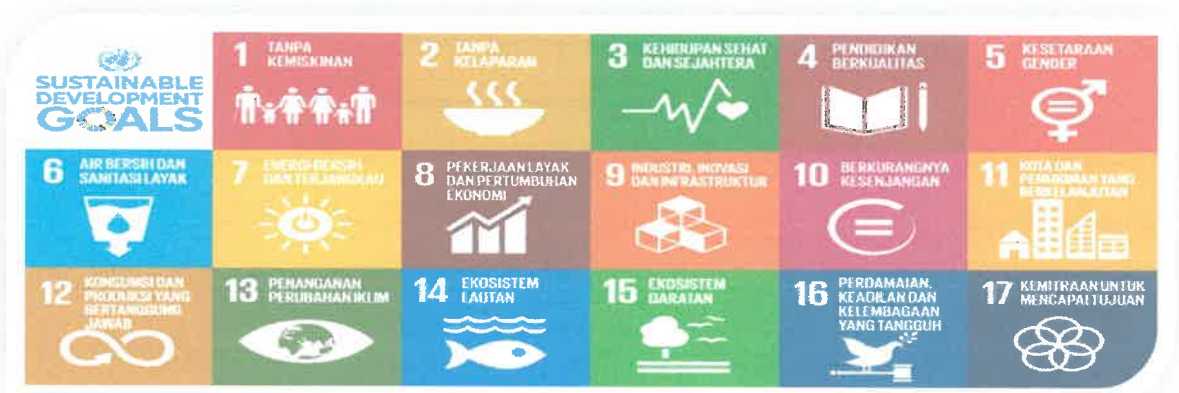 SUSTAINABLE
DEVELOPMENT
GOALS
1 TANPA
KEMISKINAN
2 TANPA
KELAPARAN
3 KEHIDUPAN SEHAT
DAN SEJAHTERA
4 PENDIDIKAN
BERKUALITAS
5 KESETARAAN
GENDER
6 AIR BERSIH DAN
SANITASI LAYAK
7 ENERGI BERSIH
DAN TERJANGKAU
8 PEKERJAAN LAYAK
DAN PERTUMBUHAN
EKONOMI
9 INDUSTRI, INOVASI
DAN INFRASTRUKTUR
10 BERKURANGNYA
KESENJANGAN
11 KOTA DAN
PEMUKIMAN YANG
BERKELANJUTAN
12 KONSUMSI DAN
PRODUKSI YANG
BERTANGGUNG
JAWAB
13 PENANGANAN
PERUBAHAN IKLIM
14 EKOSISTEM
LAUTAN
15 EKOSISTEM
DARATAN
16 PERDAMAIAN,
KEADILAN DAN
KELEMBAGAAN
YANG TANGGUH
17 KEMITRAAN UNTUK
MENCAPAI TUJUAN